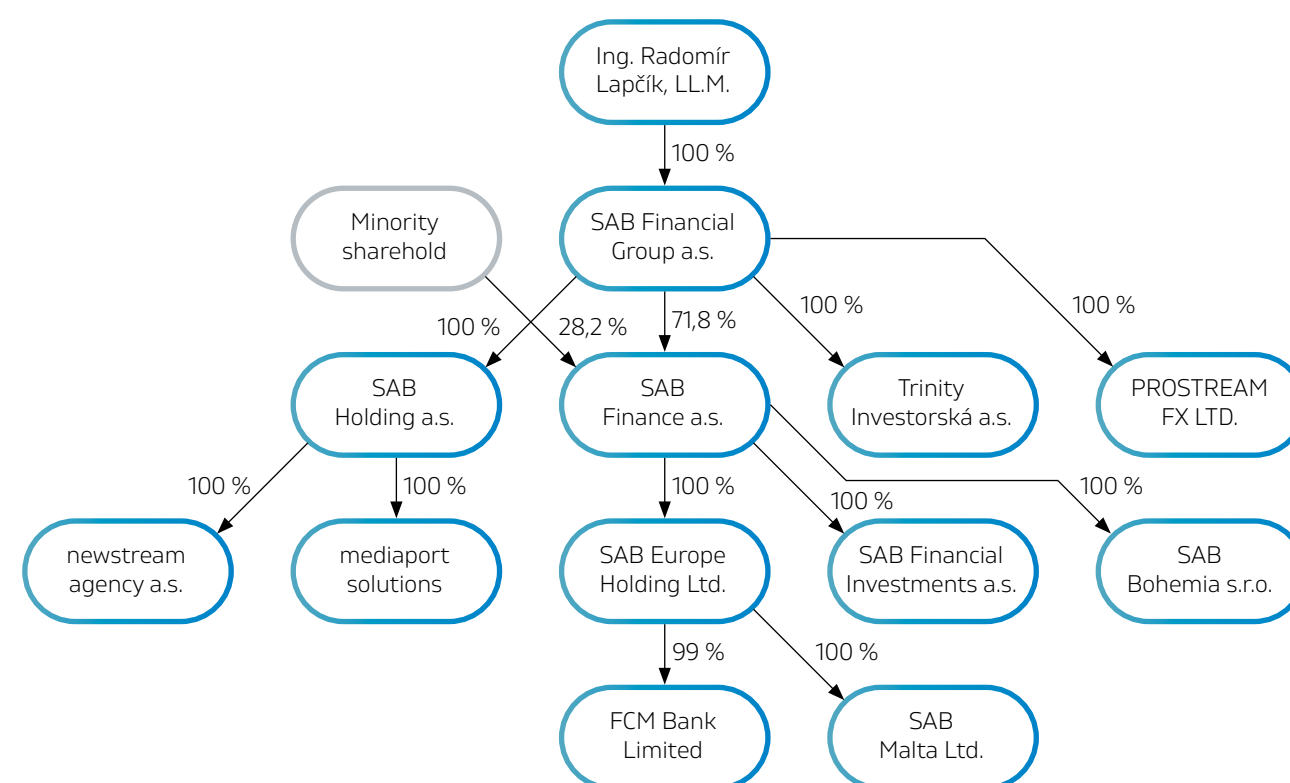 Ing. Radomír
Lapčík, LL.M.
100 %
Minority
sharehold
SAB Financial
Group a.s.
100 %
28,2 %
71,8 %
100 %
100 %
SAB
Holding a.s.
SAB
Finance a.s.
Trinity
Investorská a.s.
PROSTREAM
FX LTD.
100 %
100 %
100 %
100 %
100 %
newstream
agency a.s.
mediaport
solutions
SAB Europe
Holding Ltd.
SAB Financial
Investments a.s.
SAB
Bohemia s.r.o.
99 %
100 %
FCM Bank
Limited
SAB
Malta Ltd.